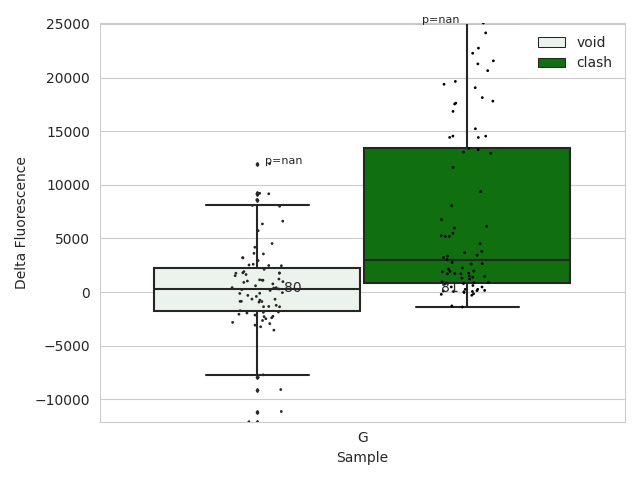 p=nan
25000
void
clash
20000
15000
p=nan
10000
5000
0
80
81
−5000
−10000
Delta Fluorescence
G
Sample